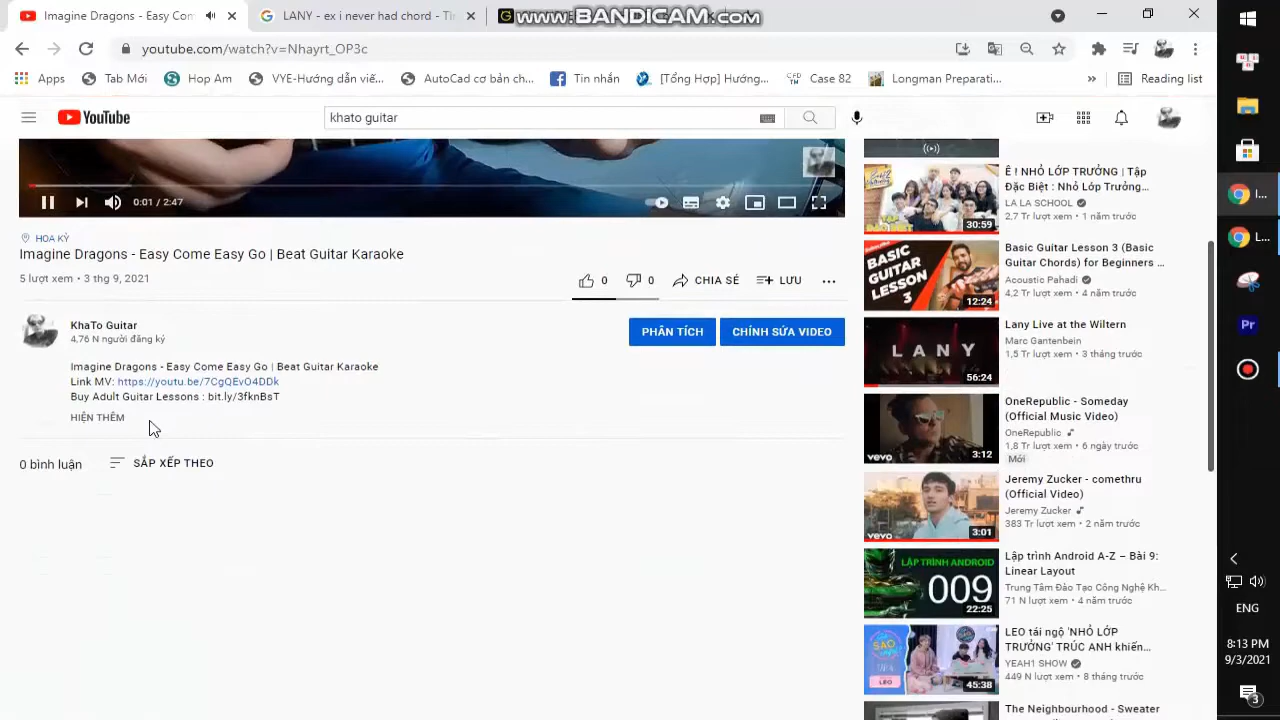 Imagine Dragons - Easy Com
LANY - ex i never had chord - T
www.BANDICAM.com
youtube.com/watch?v=Nhayrt_OP3c
Apps
Tab Mới
Hop Am
VYE-Hướng dẫn viế...
AutoCad cơ bản ch...
Tin nhắn
[Tổng Hợp] Hướng...
Case 82
Longman Preparati...
»
Reading list
YouTube
khato guitar
0:01 / 2:47
HOA KỲ
Imagine Dragons - Easy Come Easy Go | Beat Guitar Karaoke
5 lượt xem • 3 thg 9, 2021
0
0
CHIA SẺ
LƯU
KhaTo Guitar
4,76 N người đăng ký
PHÂN TÍCH
CHỈNH SỬA VIDEO
Imagine Dragons - Easy Come Easy Go | Beat Guitar Karaoke
Link MV: https://youtu.be/7CgQEvO4DDk
Buy Adult Guitar Lessons : bit.ly/3fknBsT
HIỆN THÊM
0 bình luận
SẮP XẾP THEO
Ê ! NHỎ LỚP TRƯỞNG | Tập
Đặc Biệt : Nhỏ Lớp Trưởng...
LA LA SCHOOL
2,7 Tr lượt xem • 1 năm trước
30:59
BASIC
GUITAR
LESSON
3
12:24
Basic Guitar Lesson 3 (Basic
Guitar Chords) for Beginners ...
Acoustic Pahadi
4,2 Tr lượt xem • 4 năm trước
LANY
56:24
Lany Live at the Wiltern
Marc Gantenbein
1,5 Tr lượt xem • 3 tháng trước
vevo
3:12
OneRepublic - Someday
(Official Music Video)
OneRepublic
1,8 Tr lượt xem • 6 ngày trước
Mới
vevo
3:01
Jeremy Zucker - comethru
(Official Video)
Jeremy Zucker
383 Tr lượt xem • 2 năm trước
LẬP TRÌNH ANDROID
009
22:25
Lập trình Android A-Z – Bài 9:
Linear Layout
Trung Tâm Đào Tạo Công Nghệ Kh...
71 N lượt xem • 4 năm trước
SAO
LEO
45:38
LEO tái ngộ 'NHỎ LỚP
TRƯỞNG' TRÚC ANH khiến...
YEAH1 SHOW
449 N lượt xem • 8 tháng trước
The Neighbourhood - Sweater
I...
L...
Pr
ENG
8:13 PM
9/3/2021
3